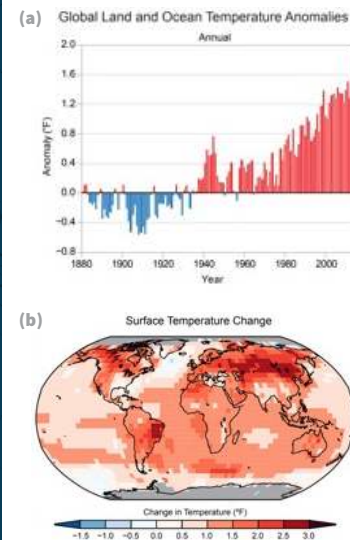 (a) Global Land and Ocean Temperature Anomalies
Annual
2.0
1.6
1.2
0.8
0.4
0.0
−0.4
−0.8
Anomaly (°F)
1880 1900 1920 1940 1960 1980 2000
Year
(b) Surface Temperature Change
Change in Temperature (°F)
−1.5 −1.0 −0.5 0.0 0.5 1.0 1.5 2.0 2.5 3.0